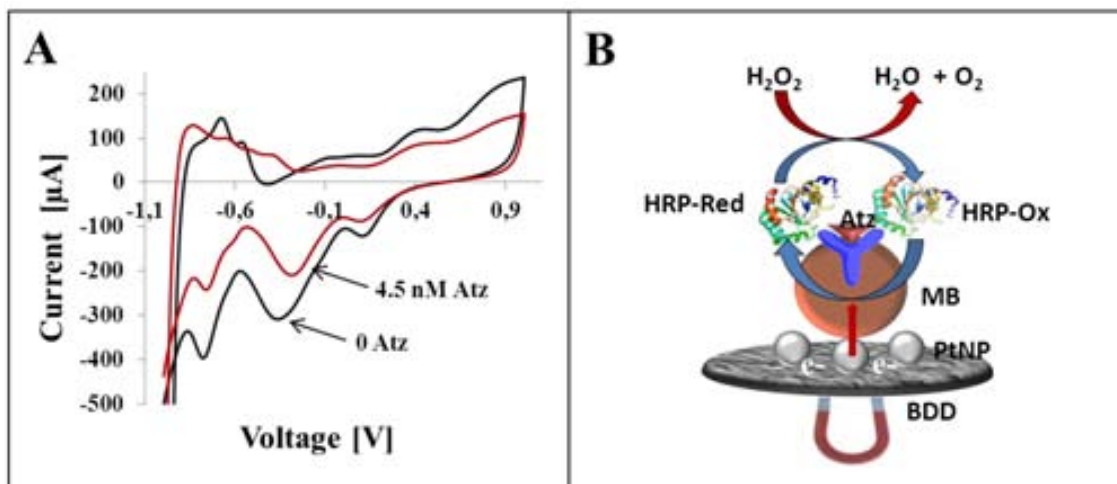 A
200
100
0
-100
-200
-300
-400
-500
-1,1
-0,6
-0,1
0,4
0,9
Current [µA]
Voltage [V]
4.5 nM Atz
0 Atz
B
H₂O₂
H₂O + O₂
HRP-Red
Atz
HRP-Ox
MB
PtNP
e-
e-
BDD